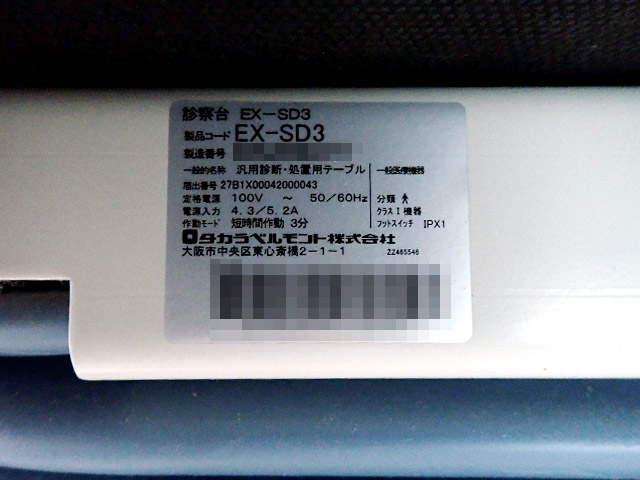 診察台 EX-SD3
製品コード EX-SD3
製造番号
一般的名称 汎用診断・処置用テーブル 一般医療機器
届出番号 27B1X00042000043
定格電源 100V ～ 50/60Hz 分類
電源入力 4.3/5.2A クラスⅠ機器
作動モード 短時間作動 3分 フットスイッチ IPX1
タカラベルモント株式会社
大阪市中央区東心斎橋2-1-1 ZZ465546